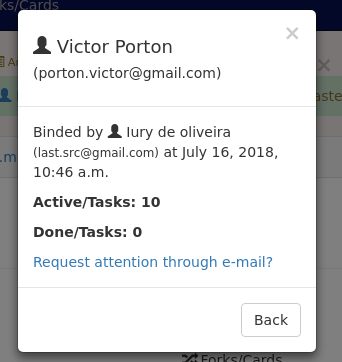 ks/Cards
×
Victor Porton
(porton.victor@gmail.com)
×
aste
Binded by Iury de oliveira
(last.src@gmail.com) at July 16, 2018,
10:46 a.m.
.m
Active/Tasks: 10
Done/Tasks: 0
Request attention through e-mail?
Back
Forks/Cards